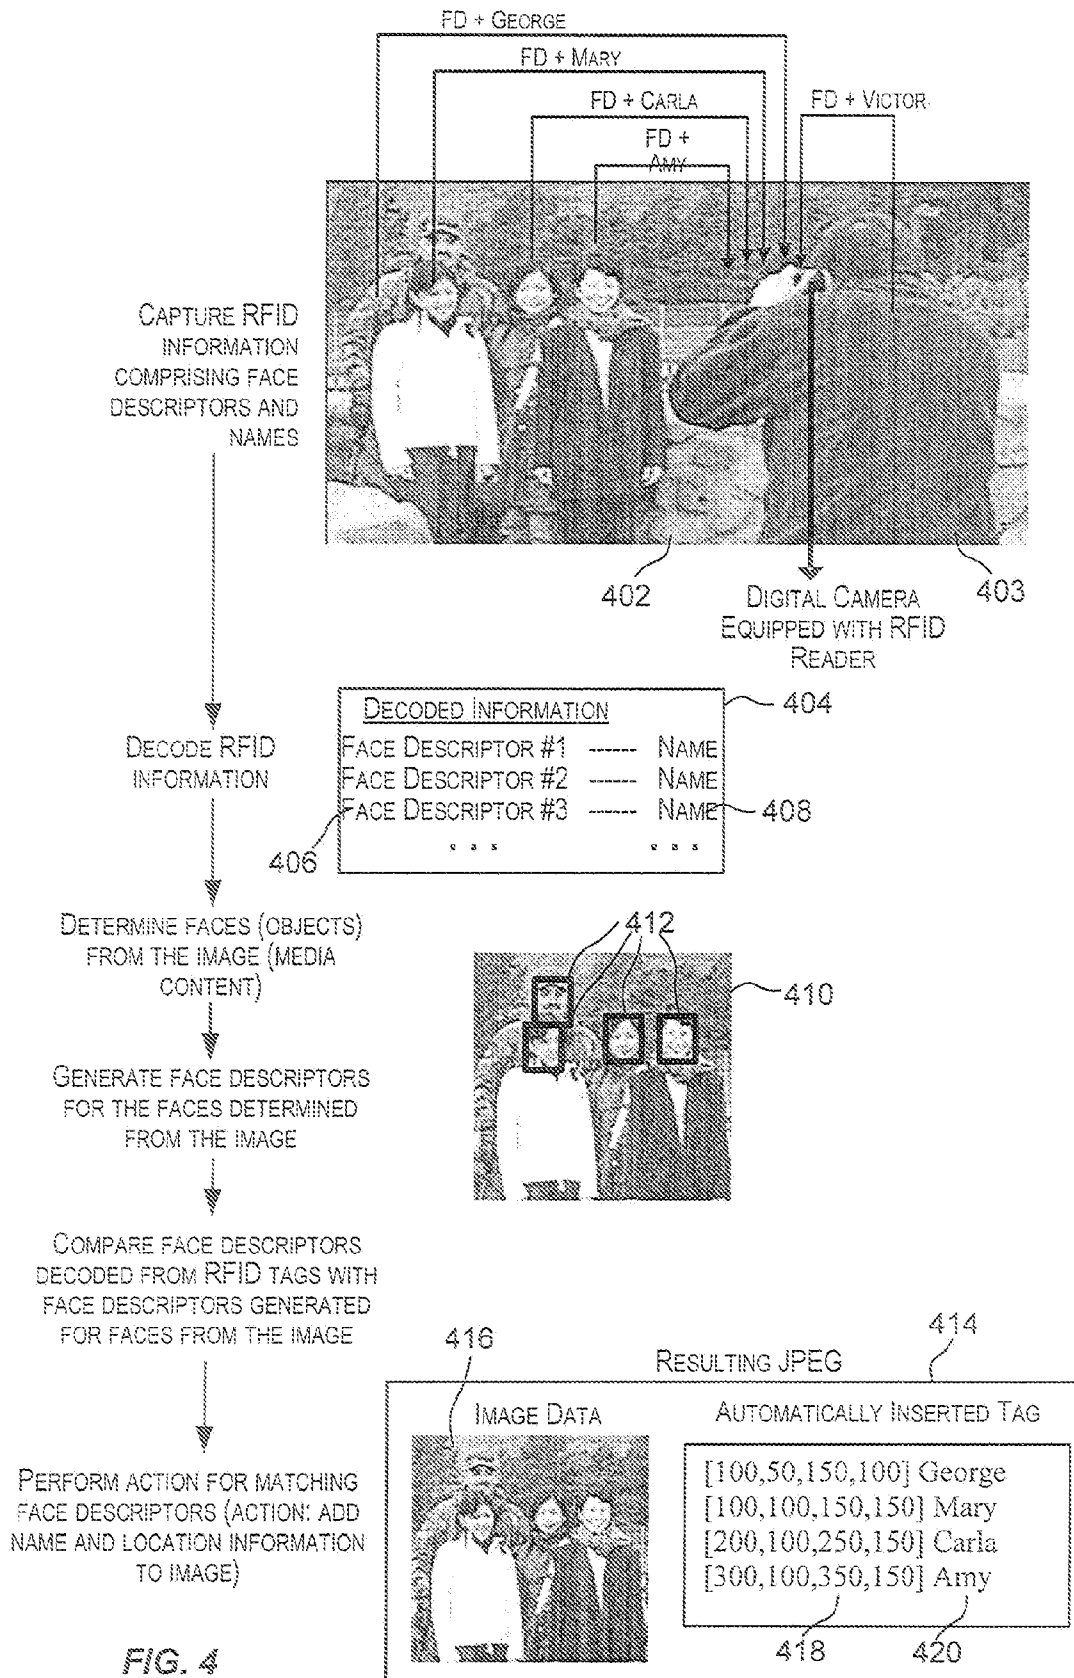 FD + GEORGE
FD + MARY
FD + CARLA
FD + VICTOR
FD +
AMY
CAPTURE RFID
INFORMATION
COMPRISING FACE
DESCRIPTORS AND
NAMES
402
403
DIGITAL CAMERA
EQUIPPED WITH RFID
READER
DECODE RFID
INFORMATION
DECODED INFORMATION
404
FACE DESCRIPTOR #1 ------ NAME
FACE DESCRIPTOR #2 ------ NAME
FACE DESCRIPTOR #3 ------ NAME
408
406
. . . . . .
DETERMINE FACES (OBJECTS)
FROM THE IMAGE (MEDIA
CONTENT)
412
410
GENERATE FACE DESCRIPTORS
FOR THE FACES DETERMINED
FROM THE IMAGE
COMPARE FACE DESCRIPTORS
DECODED FROM RFID TAGS WITH
FACE DESCRIPTORS GENERATED
FOR FACES FROM THE IMAGE
416
414
RESULTING JPEG
IMAGE DATA
AUTOMATICALLY INSERTED TAG
[100,50,150,100] George
[100,100,150,150] Mary
[200,100,250,150] Carla
[300,100,350,150] Amy
418
420
PERFORM ACTION FOR MATCHING
FACE DESCRIPTORS (ACTION: ADD
NAME AND LOCATION INFORMATION
TO IMAGE)
FIG. 4